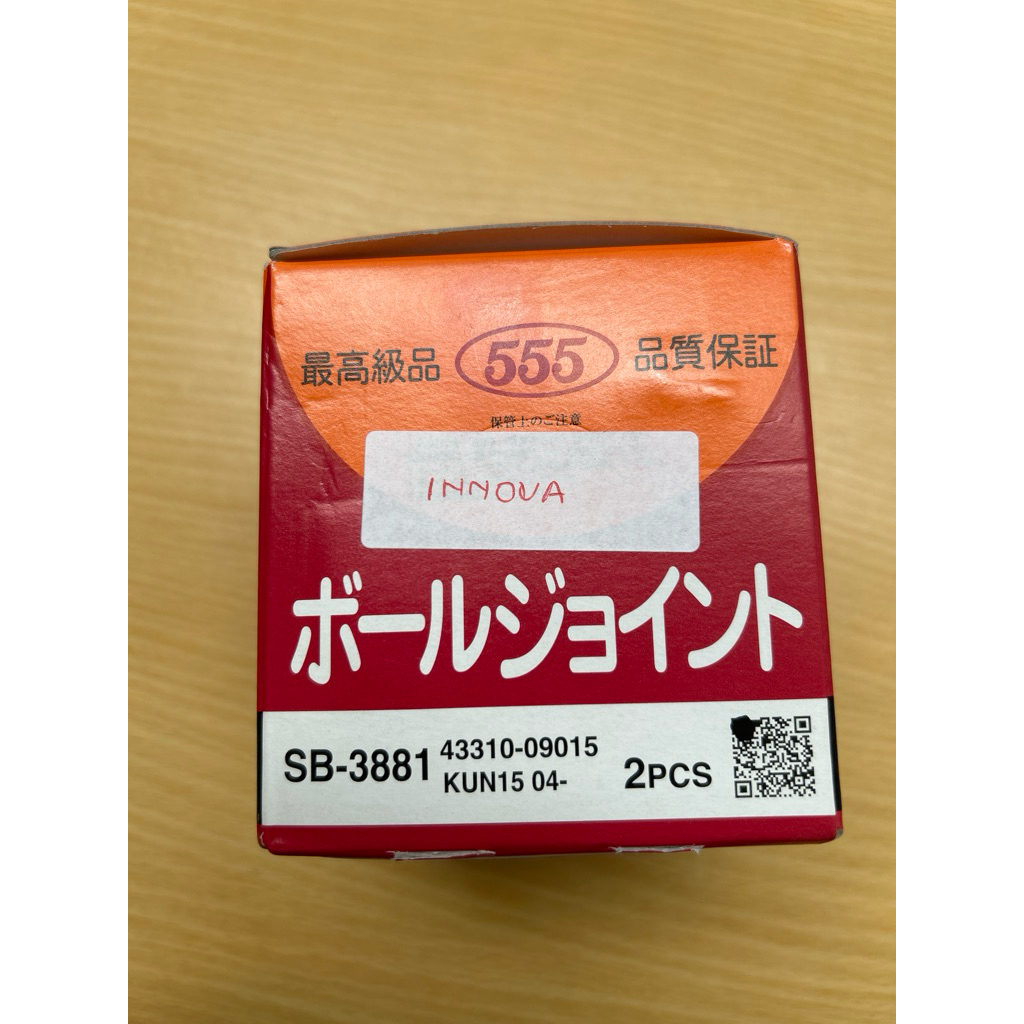 最高級品 555 品質保証
保管上のご注意
INNOVA
ボールジョイント
SB-3881 43310-09015 2PCS
KUN15 04-